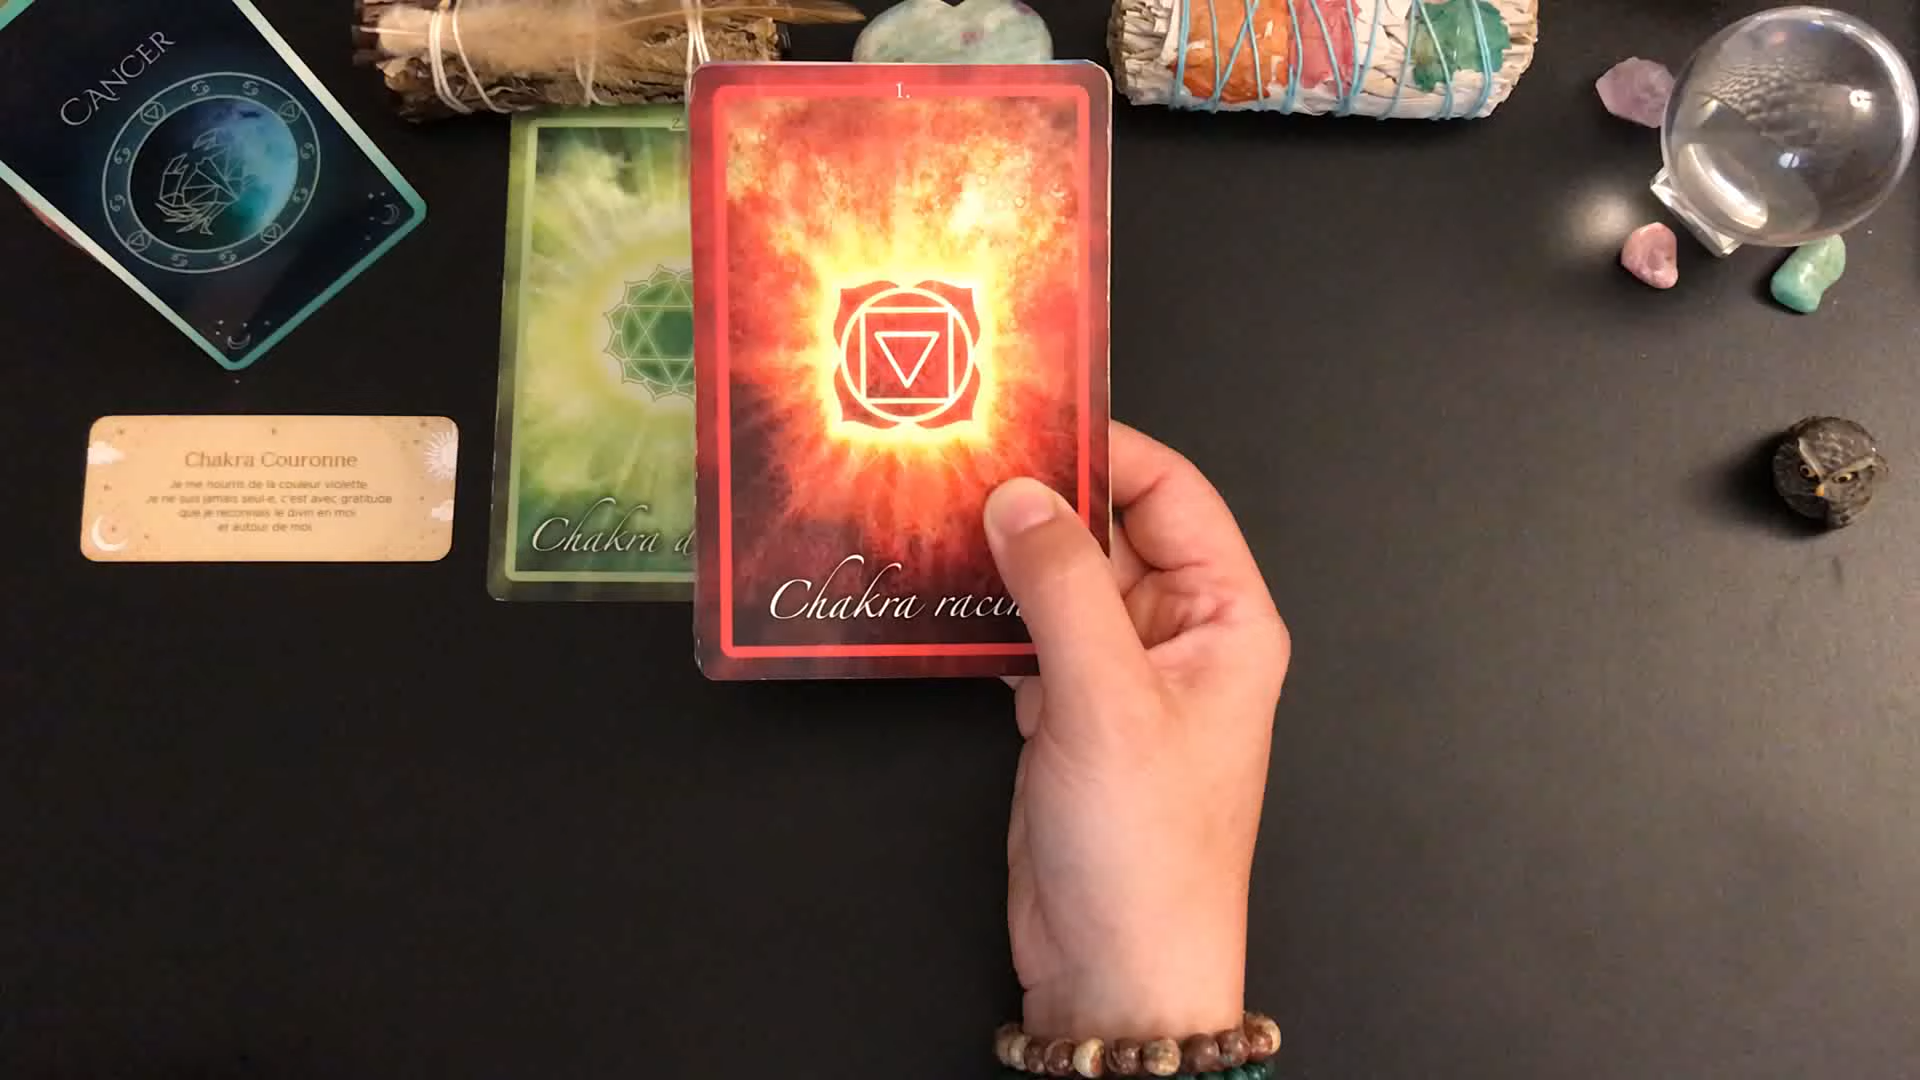 CANCER
1.
2
Chakra d
Chakra racin
Chakra Couronne
Je me nourris de la couleur violette.
Je ne suis jamais seul·e, c'est avec gratitude
que je reconnais le divin en moi
et autour de moi.